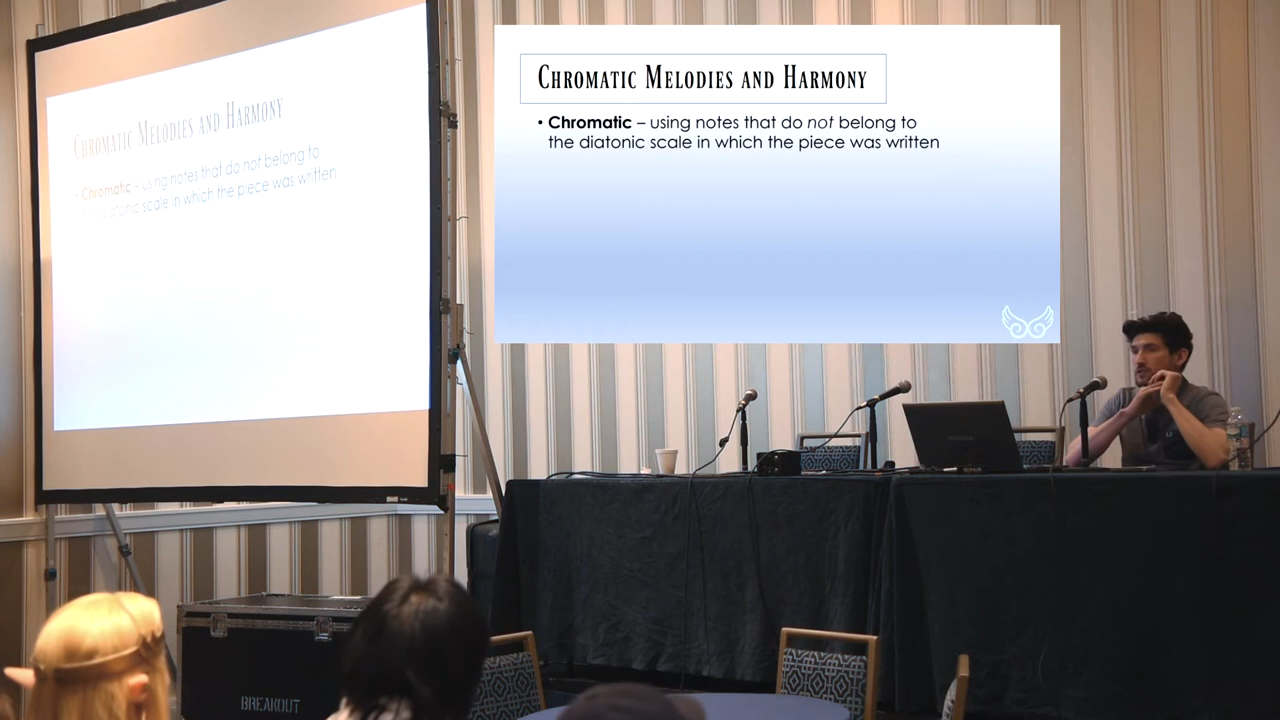 Chromatic Melodies and Harmony
• Chromatic – using notes that do not belong to
the diatonic scale in which the piece was written
Chromatic Melodies and Harmony
• Chromatic – using notes that do not belong to
scale in which the piece was written
BREAKOUT